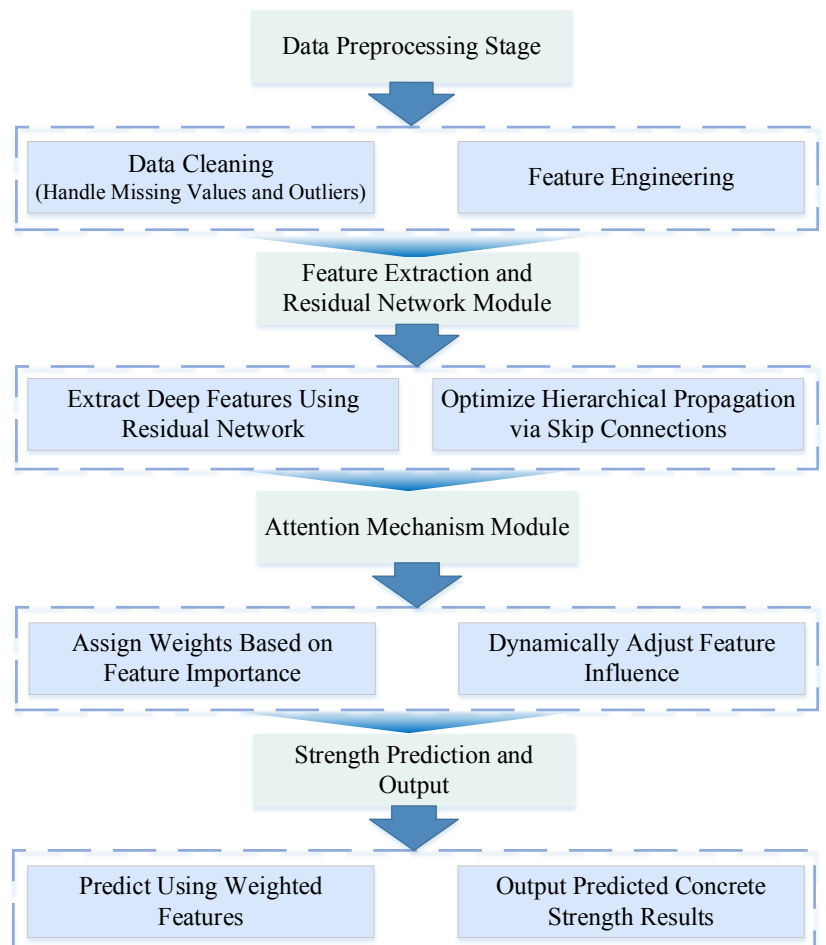 Data Preprocessing Stage
Data Cleaning
(Handle Missing Values and Outliers)
Feature Engineering
Feature Extraction and
Residual Network Module
Extract Deep Features Using
Residual Network
Optimize Hierarchical Propagation
via Skip Connections
Attention Mechanism Module
Assign Weights Based on
Feature Importance
Dynamically Adjust Feature
Influence
Strength Prediction and
Output
Predict Using Weighted
Features
Output Predicted Concrete
Strength Results